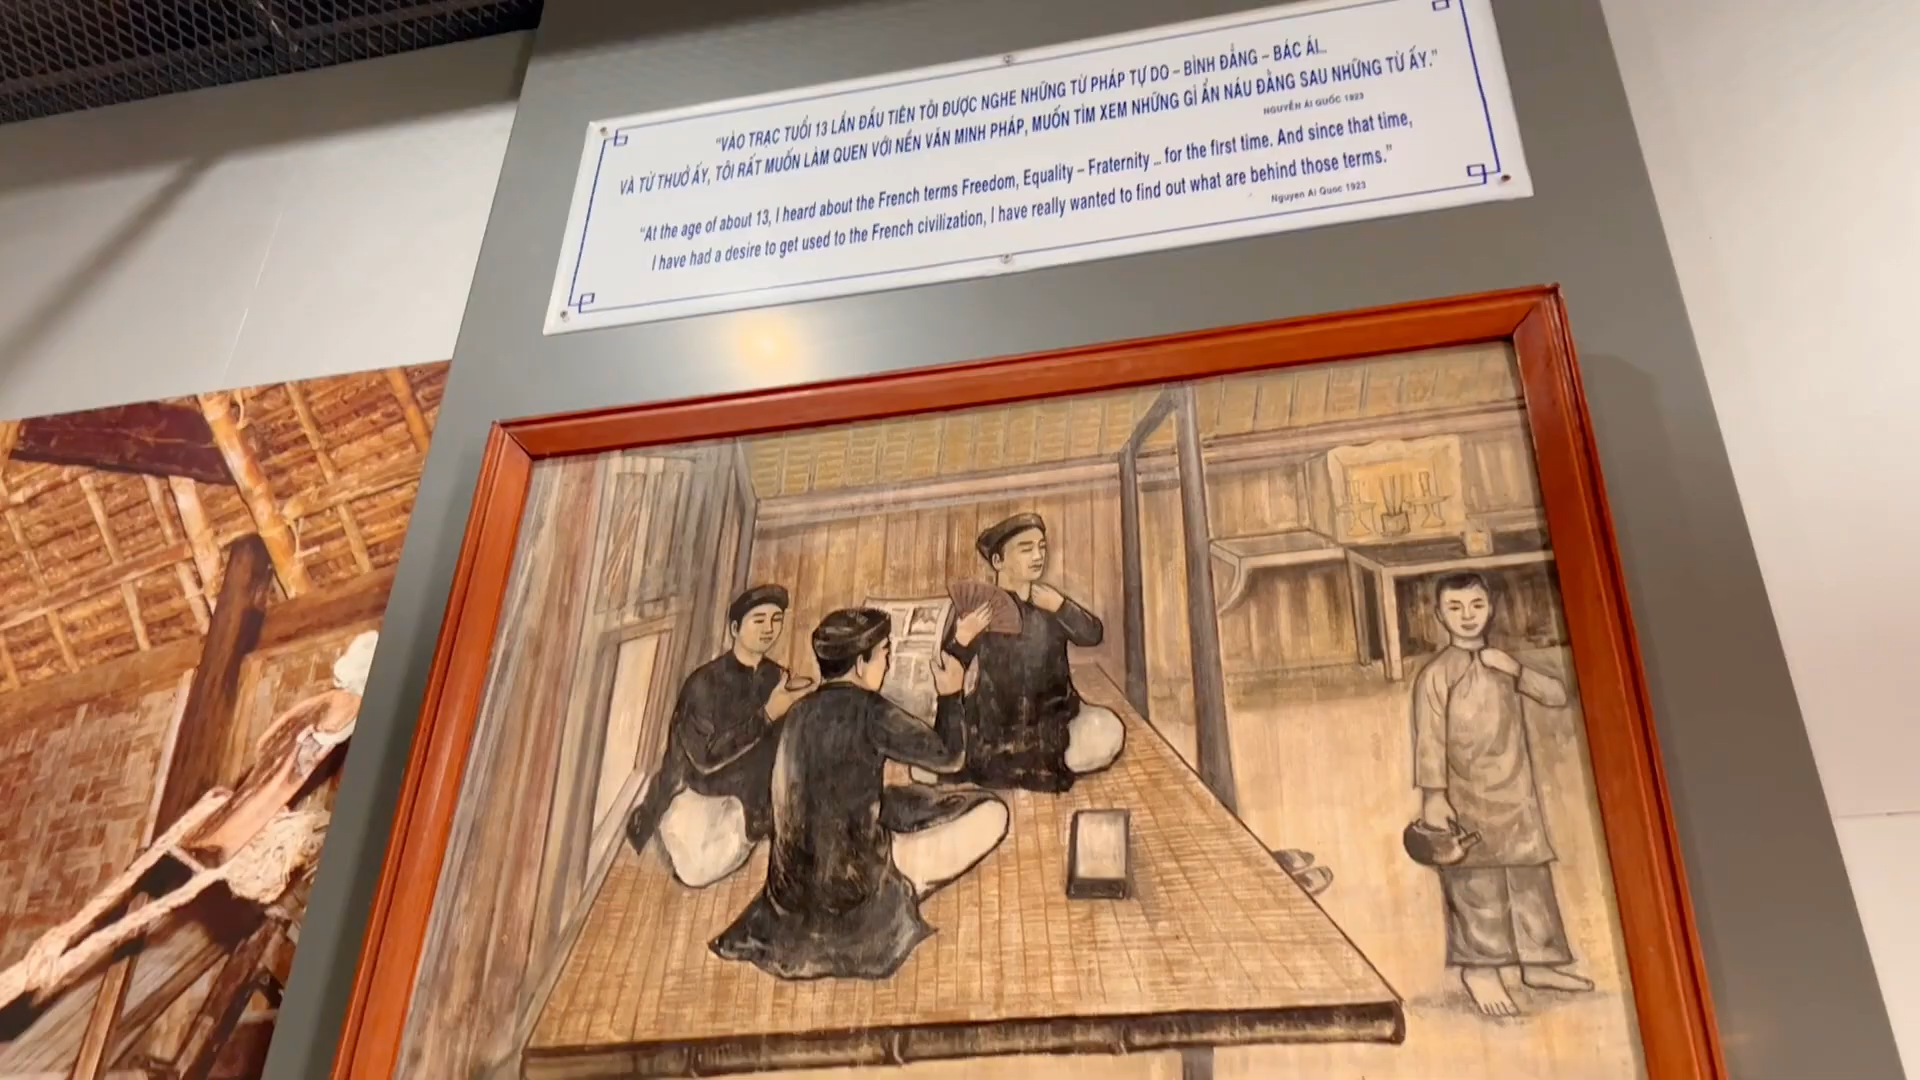 "VÀO TRẠC TUỔI 13 LẦN ĐẦU TIÊN TÔI ĐƯỢC NGHE NHỮNG TỪ PHÁP TỰ DO – BÌNH ĐẲNG – BÁC ÁI...
VÀ TỪ THUỞ ẤY, TÔI RẤT MUỐN LÀM QUEN VỚI NỀN VĂN MINH PHÁP, MUỐN TÌM XEM NHỮNG GÌ ẨN NÁU ĐẰNG SAU NHỮNG TỪ ẤY."
NGUYỄN ÁI QUỐC 1923
"At the age of about 13, I heard about the French terms Freedom, Equality – Fraternity ... for the first time. And since that time,
I have had a desire to get used to the French civilization, I have really wanted to find out what are behind those terms."
Nguyen Ai Quoc 1923